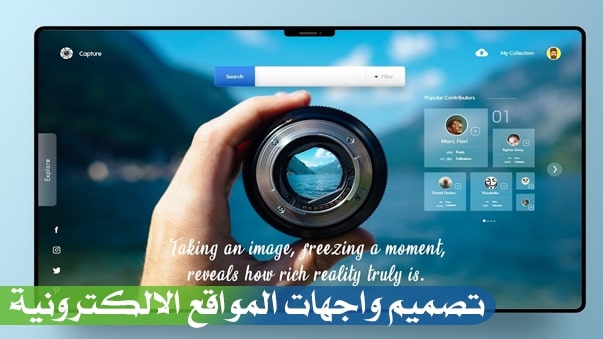 Capture
My Collection
Search
Filter
Popular Contributors
01
Marc Fieri
Explore
Taking an image, freezing a moment,
reveals how rich reality truly is.
تصميم واجهات المواقع الالكترونية